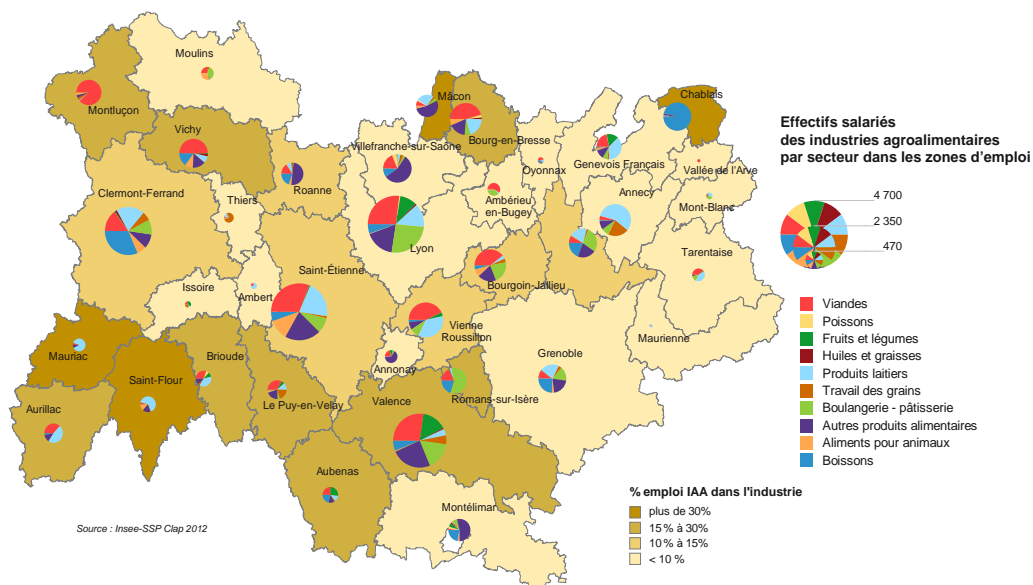 Moulins
Montluçon
Vichy
Mâcon
Bourg-en-Bresse
Chablais
Villefranche-sur-Saône
Roanne
Oyonnax
Genevois Français
Vallée de l'Arve
Clermont-Ferrand
Thiers
Ambérieu
en-Bugey
Annecy
Mont-Blanc
Lyon
Saint-Étienne
Tarentaise
Issoire
Ambert
Bourgoin-Jallieu
Vienne
Roussillon
Maurienne
Mauriac
Brioude
Annonay
Grenoble
Saint-Flour
Le Puy-en-Velay
Valence
Romans-sur-Isère
Aurillac
Aubenas
Montélimar
Source : Insee-SSP Clap 2012
Effectifs salariés
des industries agroalimentaires
par secteur dans les zones d'emploi
4 700
2 350
470
Viandes
Poissons
Fruits et légumes
Huiles et graisses
Produits laitiers
Travail des grains
Boulangerie - pâtisserie
Autres produits alimentaires
Aliments pour animaux
Boissons
% emploi IAA dans l'industrie
plus de 30%
15 % à 30%
10 % à 15%
< 10 %